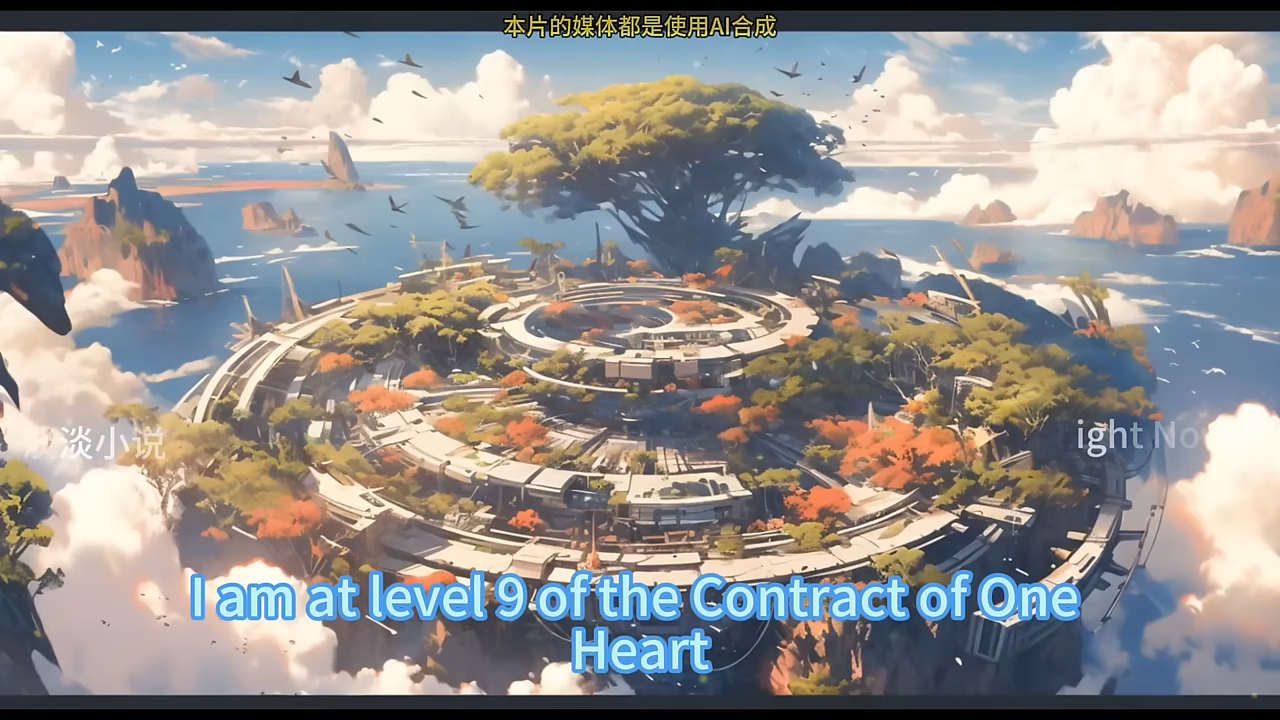 本片的媒体都是使用AI合成
淡小说
ight No
I am at level 9 of the Contract of One
Heart